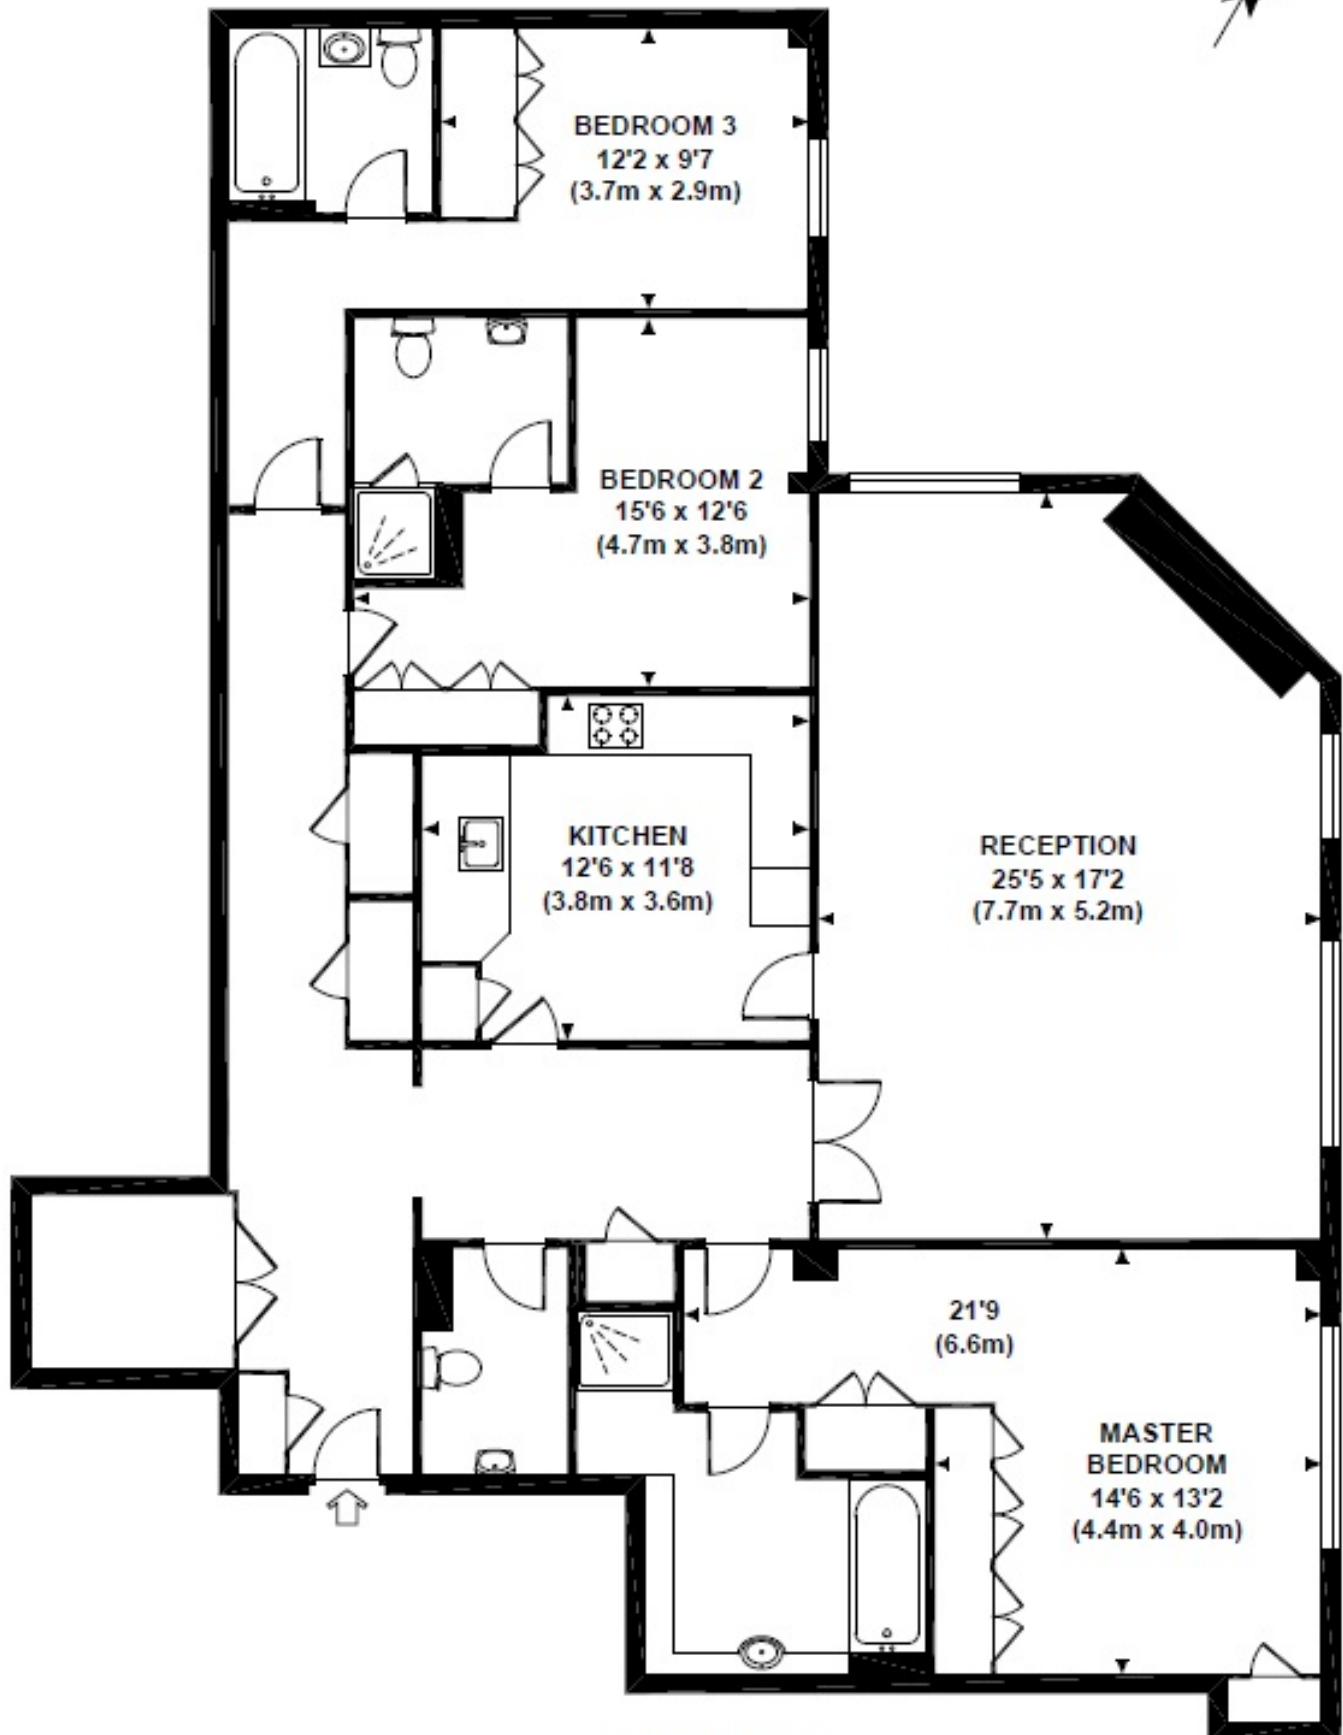 BEDROOM 3
12'2 x 9'7
(3.7m x 2.9m)
BEDROOM 2
15'6 x 12'6
(4.7m x 3.8m)
KITCHEN
12'6 x 11'8
(3.8m x 3.6m)
RECEPTION
25'5 x 17'2
(7.7m x 5.2m)
21'9
(6.6m)
MASTER
BEDROOM
14'6 x 13'2
(4.4m x 4.0m)